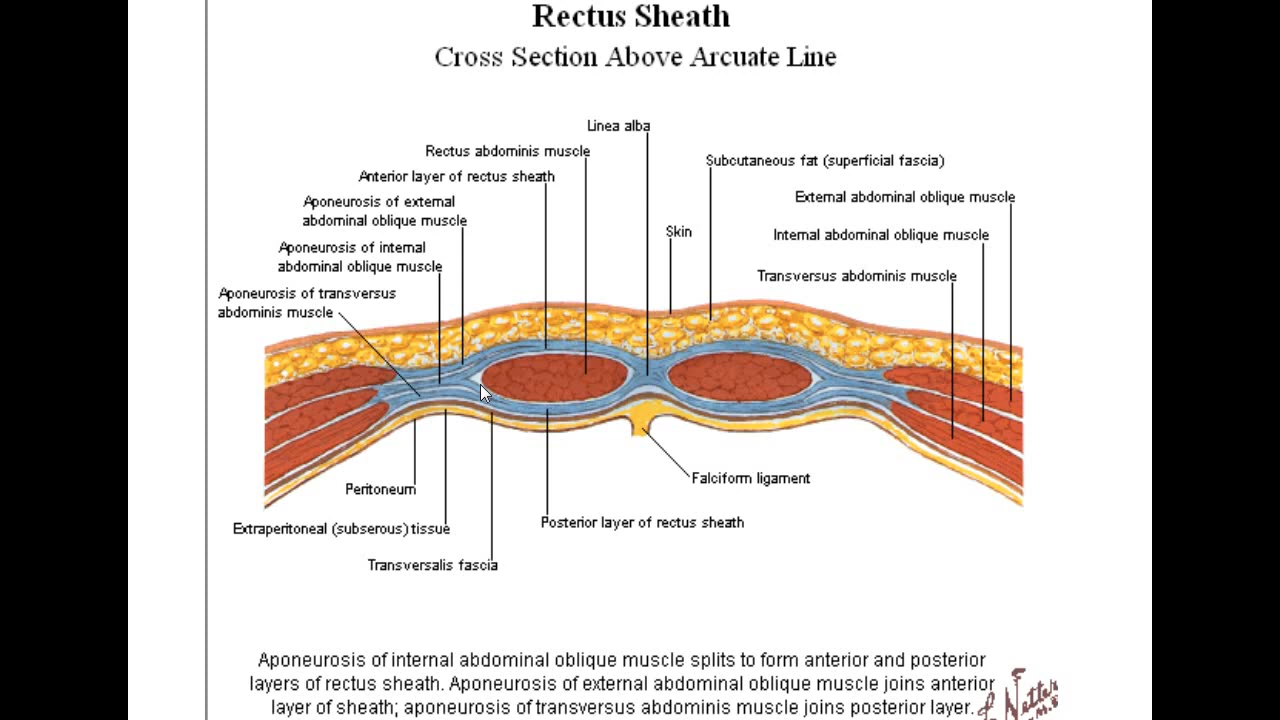 Rectus Sheath
Cross Section Above Arcuate Line
Linea alba
Rectus abdominis muscle
Anterior layer of rectus sheath
Aponeurosis of external
abdominal oblique muscle
Aponeurosis of internal
abdominal oblique muscle
Aponeurosis of transversus
abdominis muscle
Subcutaneous fat (superficial fascia)
External abdominal oblique muscle
Skin
Internal abdominal oblique muscle
Transversus abdominis muscle
Peritoneum
Extraperitoneal (subserous) tissue
Transversalis fascia
Posterior layer of rectus sheath
Falciform ligament
Aponeurosis of internal abdominal oblique muscle splits to form anterior and posterior
layers of rectus sheath. Aponeurosis of external abdominal oblique muscle joins anterior
layer of sheath; aponeurosis of transversus abdominis muscle joins posterior layer.
F. Netter